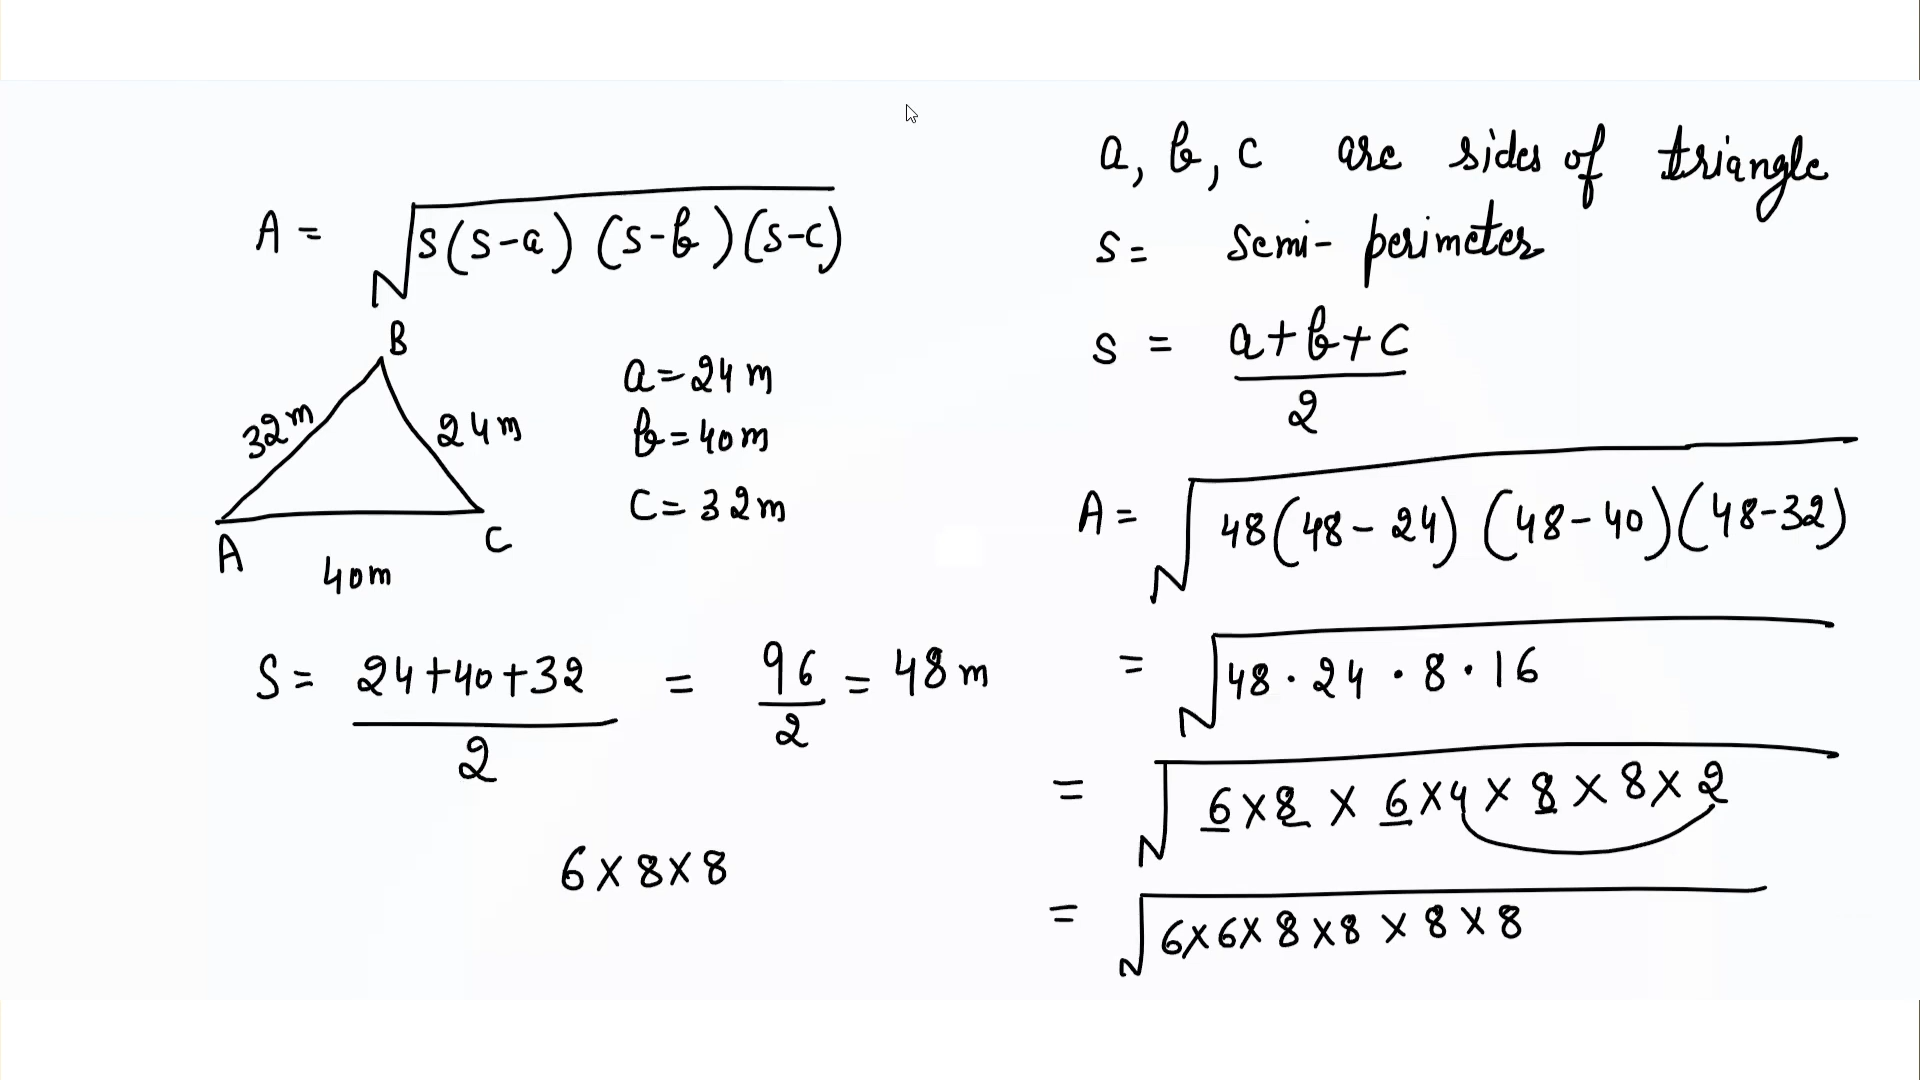 A = √s(s-a) (s-b)(s-c)
B
32m
24m
A
C
40m
a = 24 m
b = 40m
C = 32m
S = 24+40+32 / 2 = 96 / 2 = 48 m
6 × 8 × 8
a, b, c are sides of triangle
S = Semi-perimeter
s = a+b+c / 2
A = √48(48-24) (48-40)(48-32)
= √48 · 24 · 8 · 16
= √6 × 8 × 6 × 4 × 8 × 8 × 2
= √6 × 6 × 8 × 8 × 8 × 8